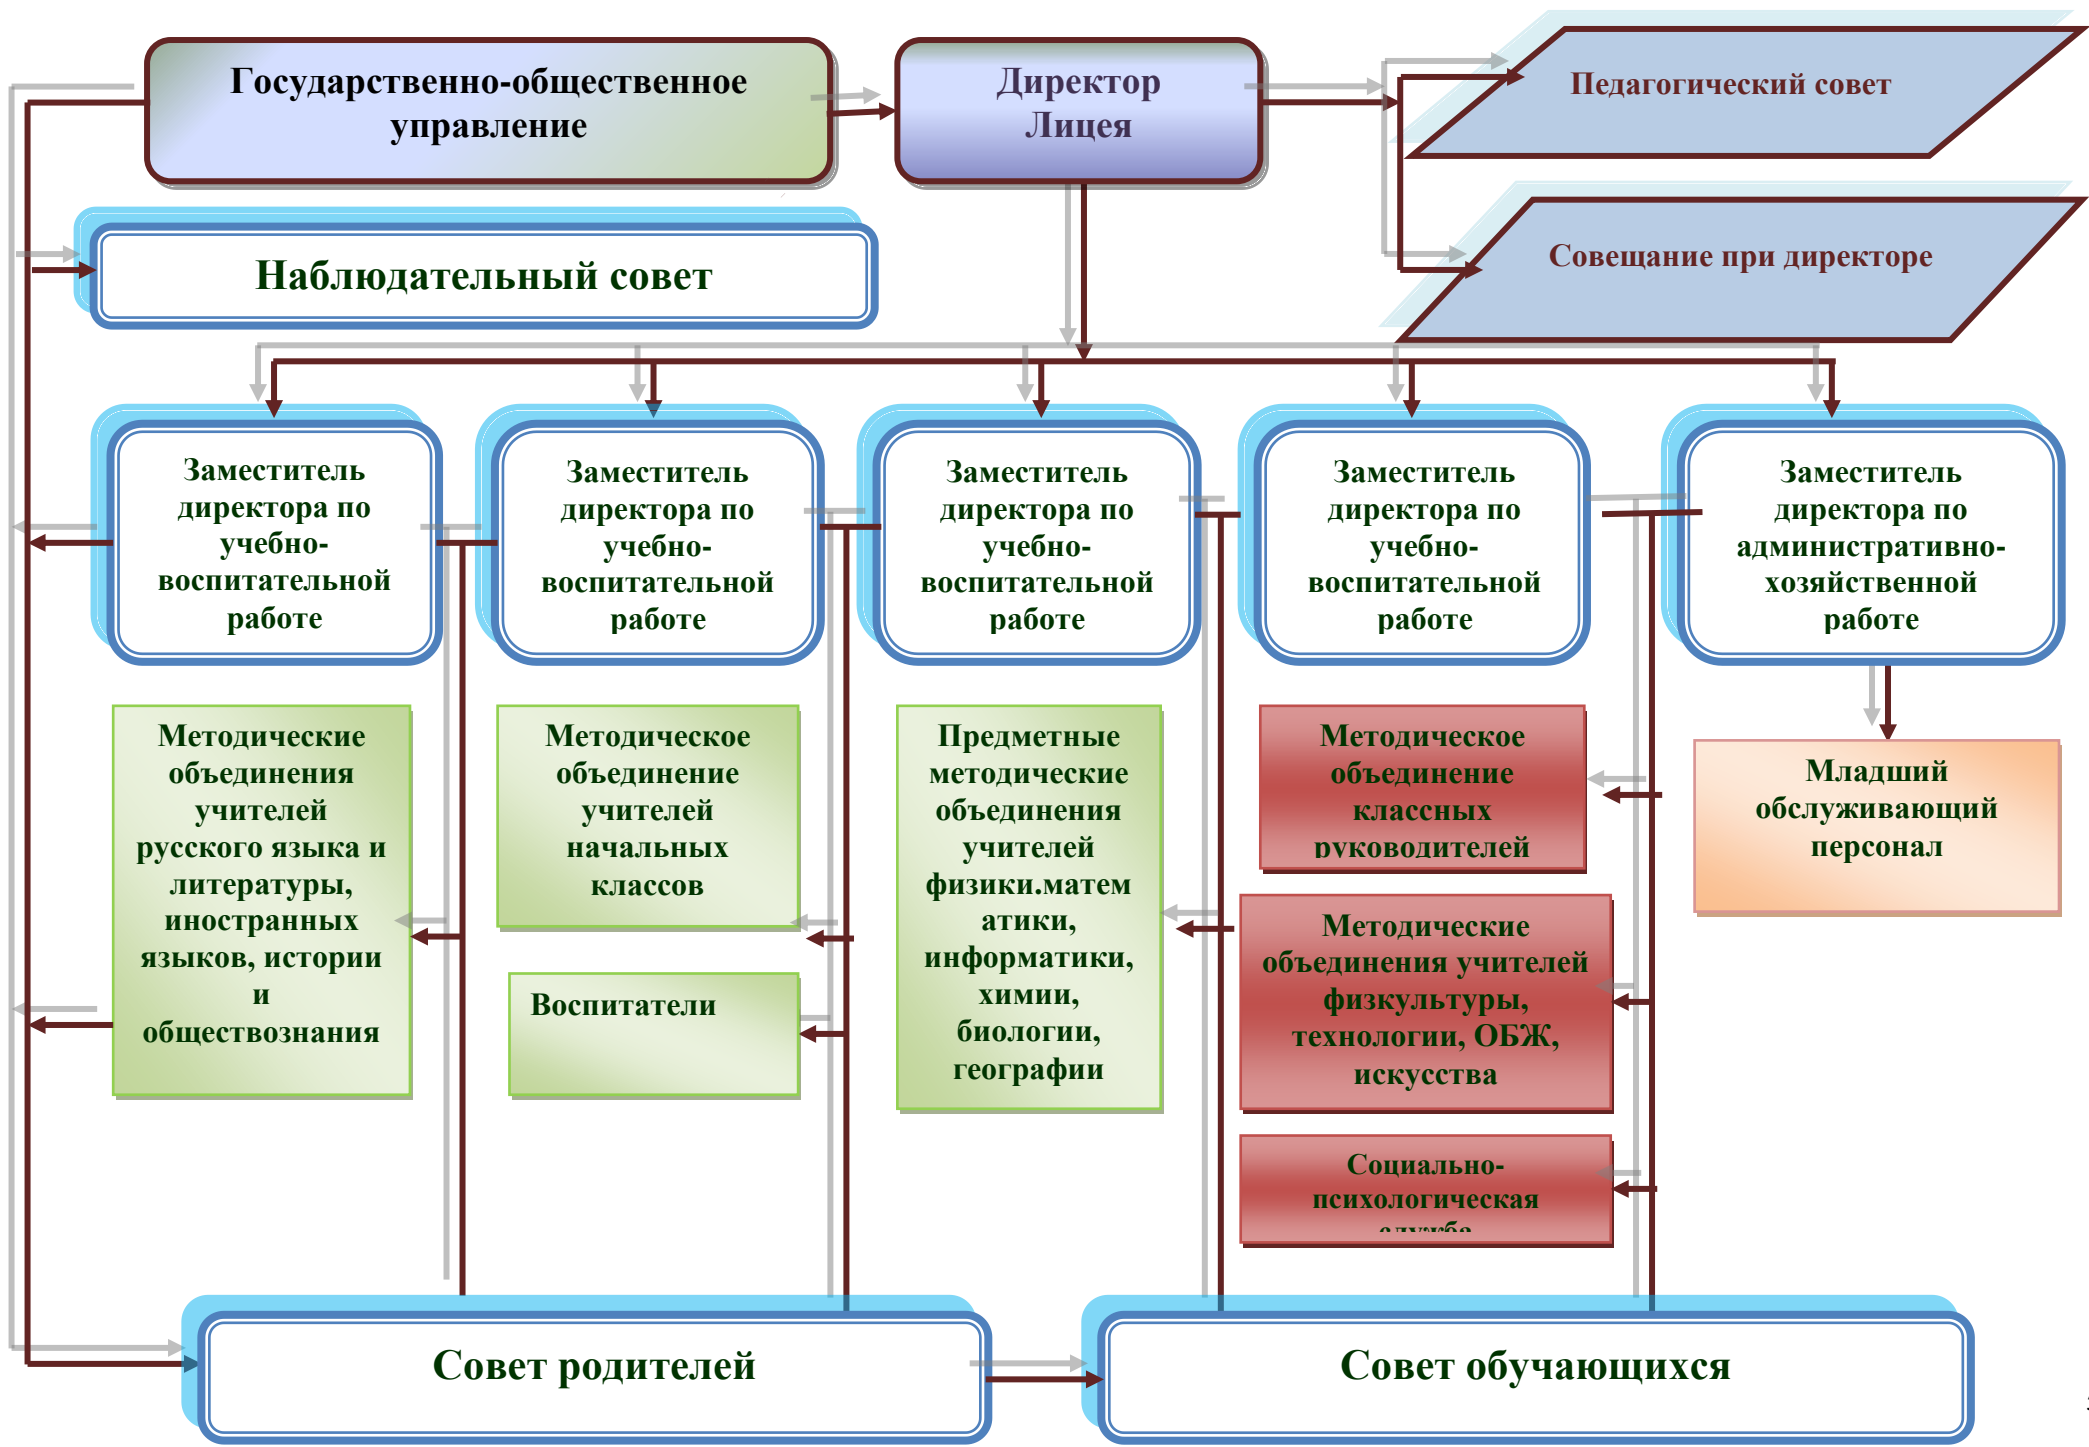 Государственно-общественное
управление
Директор
Лицея
Педагогический совет
Совещание при директоре
Наблюдательный совет
Заместитель
директора по
учебно-
воспитательной
работе
Заместитель
директора по
учебно-
воспитательной
работе
Заместитель
директора по
учебно-
воспитательной
работе
Заместитель
директора по
учебно-
воспитательной
работе
Заместитель
директора по
административно-
хозяйственной
работе
Методические
объединения
учителей
русского языка и
литературы,
иностранных
языков, истории
и
обществознания
Методическое
объединение
учителей
начальных
классов
Воспитатели
Предметные
методические
объединения
учителей
физики.матем
атики,
информатики,
химии,
биологии,
географии
Методическое
объединение
классных
руководителей
Методические
объединения учителей
физкультуры,
технологии, ОБЖ,
искусства
Социально-
психологическая
служба
Младший
обслуживающий
персонал
Совет родителей
Совет обучающихся